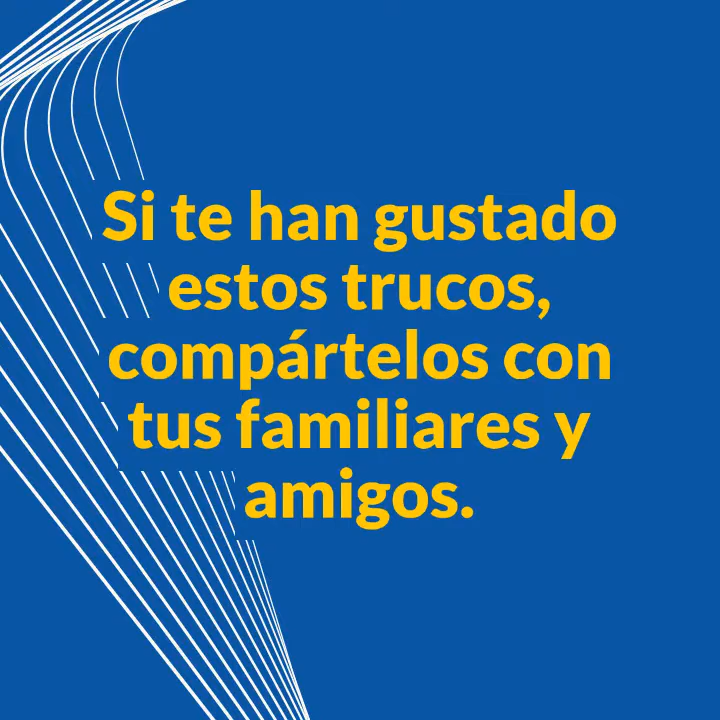 Si te han gustado
estos trucos,
compártelos con
tus familiares y
amigos.